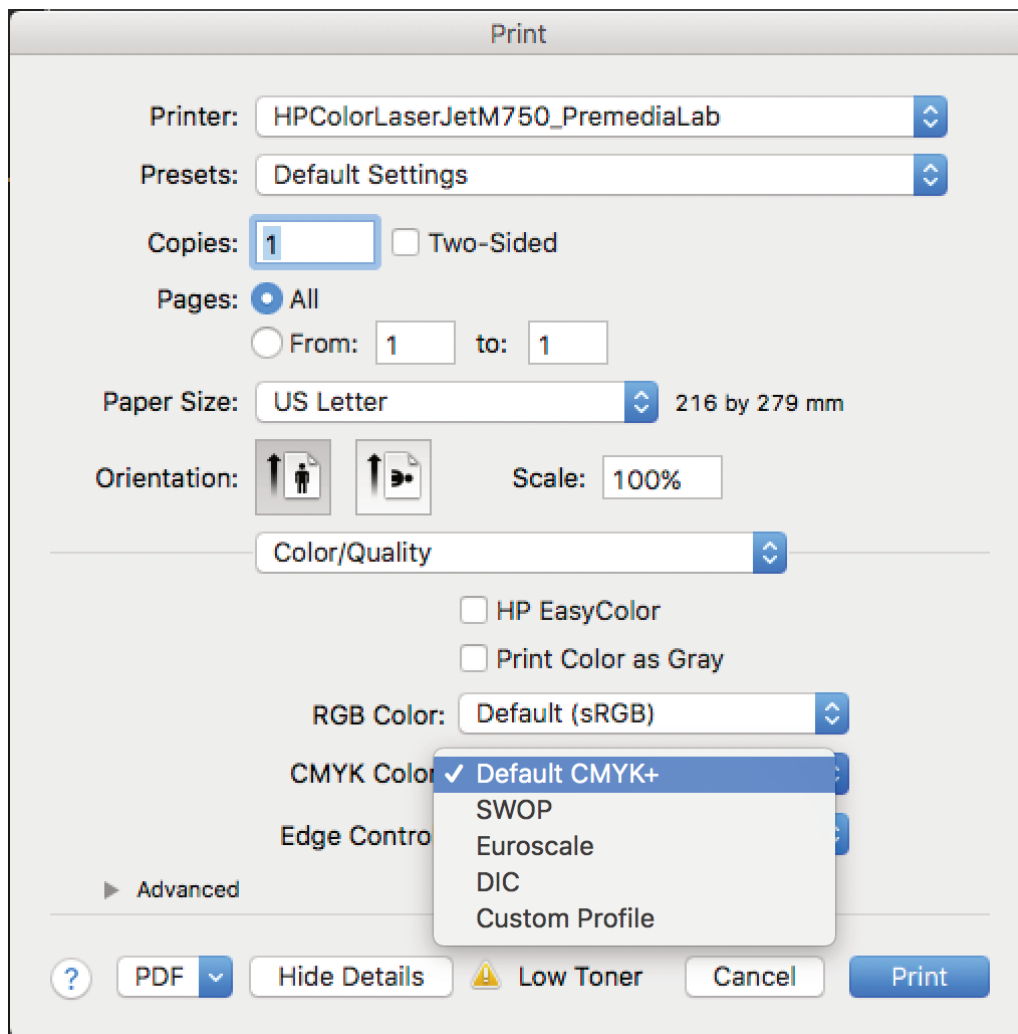 Print
Printer: HPColorLaserJetM750_PremediaLab
Presets: Default Settings
Copies: 1 Two-Sided
Pages: All
From: 1 to: 1
Paper Size: US Letter 216 by 279 mm
Orientation: Scale: 100%
Color/Quality
HP EasyColor
Print Color as Gray
RGB Color: Default (sRGB)
CMYK Color ✓ Default CMYK+
SWOP
Edge Contro Euroscale
DIC
Advanced
Custom Profile
? PDF Hide Details Low Toner Cancel Print